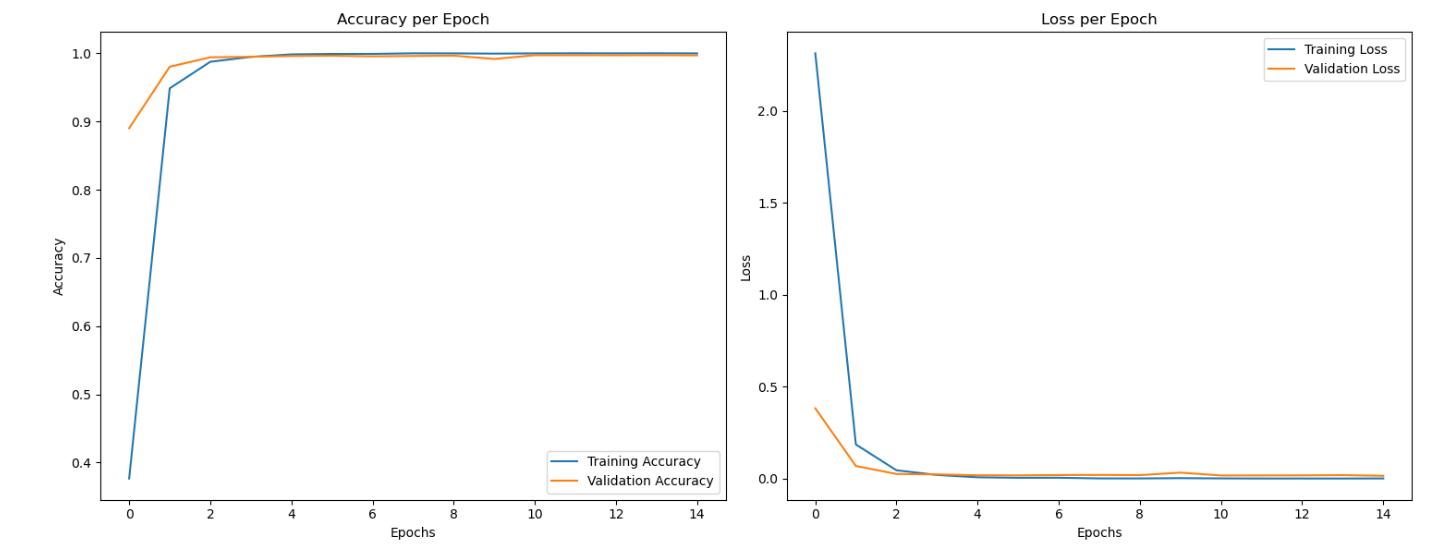 Accuracy per Epoch
1.0
0.9
0.8
0.7
0.6
0.5
0.4
Accuracy
0 2 4 6 8 10 12 14
Epochs
Training Accuracy
Validation Accuracy
Loss per Epoch
2.0
1.5
1.0
0.5
0.0
Loss
0 2 4 6 8 10 12 14
Epochs
Training Loss
Validation Loss